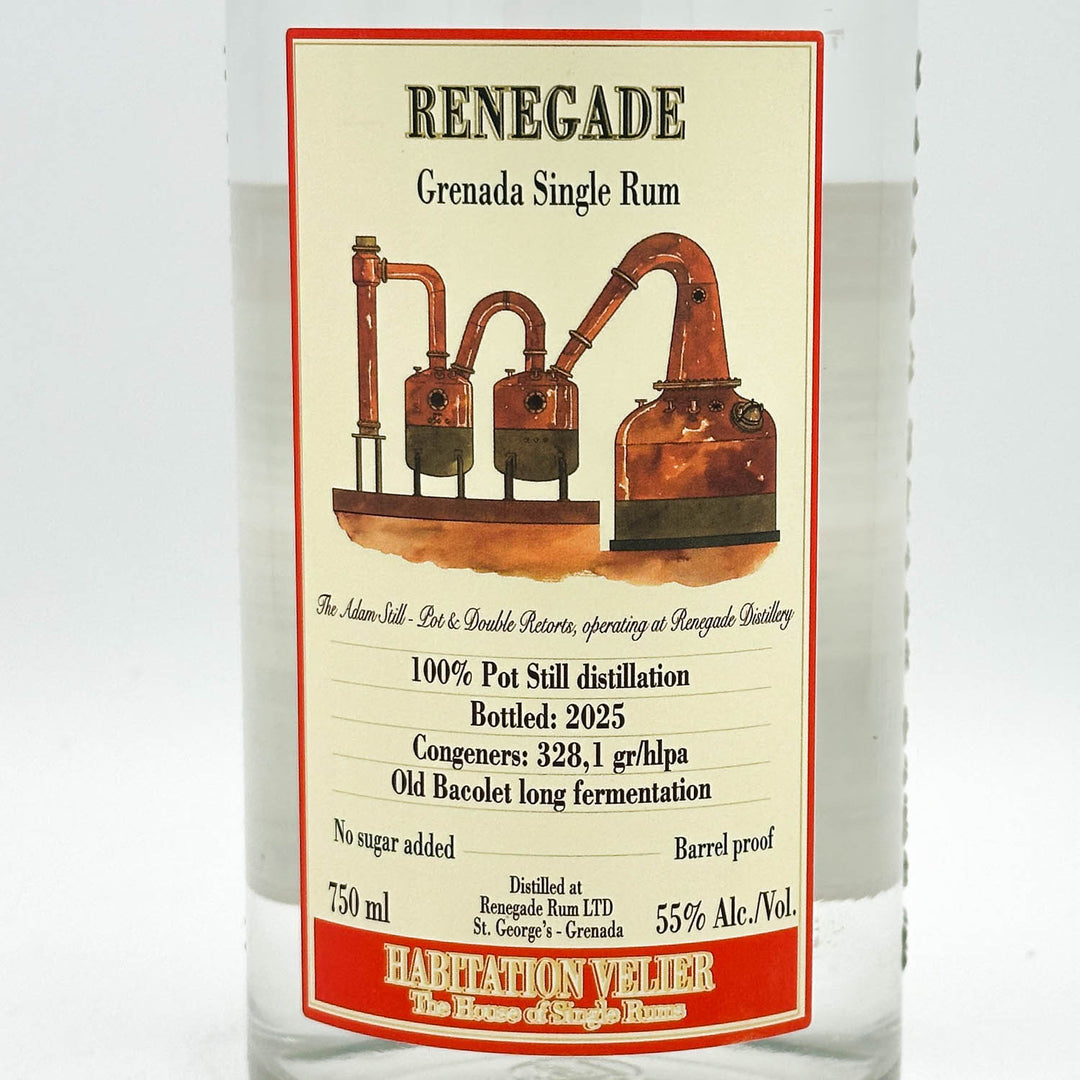 RENEGADE
Grenada Single Rum
The Adam Still - Pot & Double Retorts, operating at Renegade Distillery
100% Pot Still distillation
Bottled: 2025
Congeners: 328,1 gr/hlpa
Old Bacolet long fermentation
No sugar added
Barrel proof
750 ml
Distilled at
Renegade Rum LTD
St. George's - Grenada
55% Alc./Vol.
HABITATION VELIER
The House of Single Rums